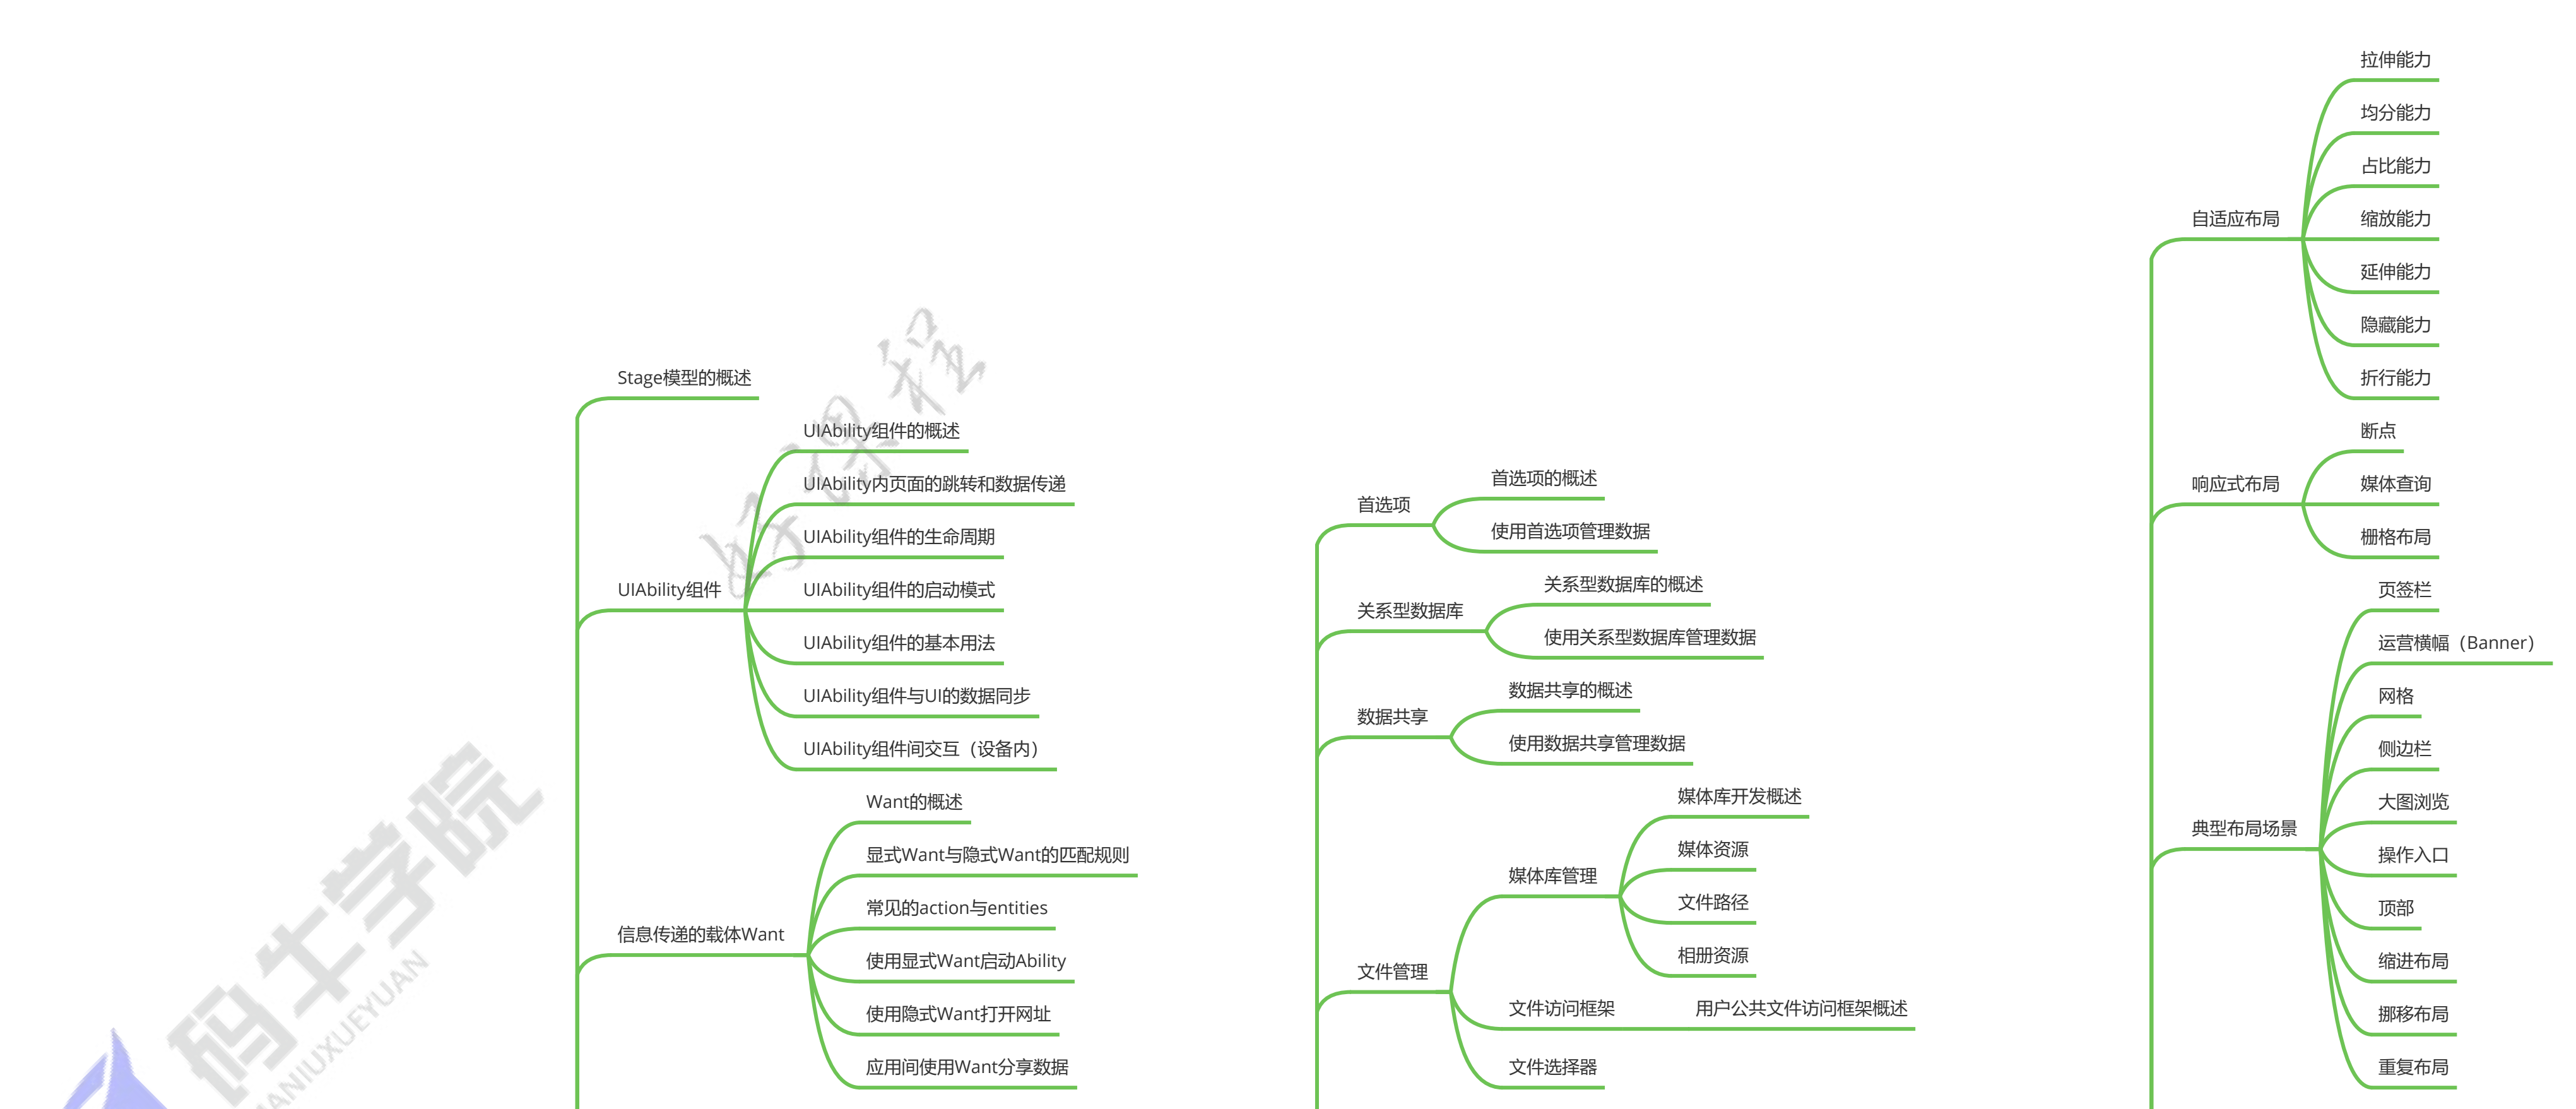 Stage模型的概述
UIAbility组件
UIAbility组件的概述
UIAbility内页面的跳转和数据传递
UIAbility组件的生命周期
UIAbility组件的启动模式
UIAbility组件的基本用法
UIAbility组件与UI的数据同步
UIAbility组件间交互（设备内）
信息传递的载体Want
Want的概述
显式Want与隐式Want的匹配规则
常见的action与entities
使用显式Want启动Ability
使用隐式Want打开网址
应用间使用Want分享数据
首选项
首选项的概述
使用首选项管理数据
关系型数据库
关系型数据库的概述
使用关系型数据库管理数据
数据共享
数据共享的概述
使用数据共享管理数据
文件管理
媒体库管理
媒体库开发概述
媒体资源
文件路径
相册资源
文件访问框架
用户公共文件访问框架概述
文件选择器
自适应布局
拉伸能力
均分能力
占比能力
缩放能力
延伸能力
隐藏能力
折行能力
响应式布局
断点
媒体查询
栅格布局
典型布局场景
页签栏
运营横幅（Banner）
网格
侧边栏
大图浏览
操作入口
顶部
缩进布局
挪移布局
重复布局
好课程
码牛学院
ANIUXUEYUAN